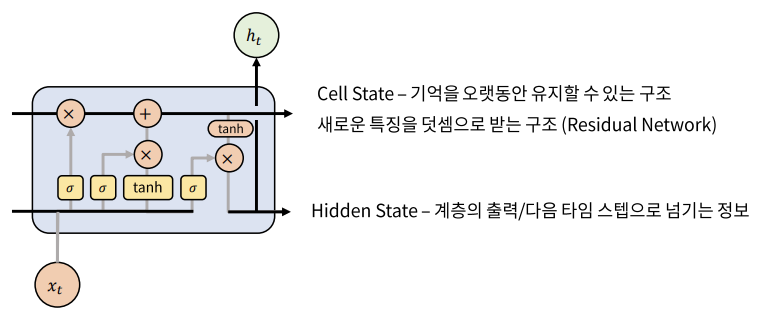 hₜ
× +
tanh
× ×
σ σ tanh σ
xₜ
Cell State – 기억을 오랫동안 유지할 수 있는 구조
새로운 특징을 덧셈으로 받는 구조 (Residual Network)
Hidden State – 계층의 출력/다음 타임 스텝으로 넘기는 정보